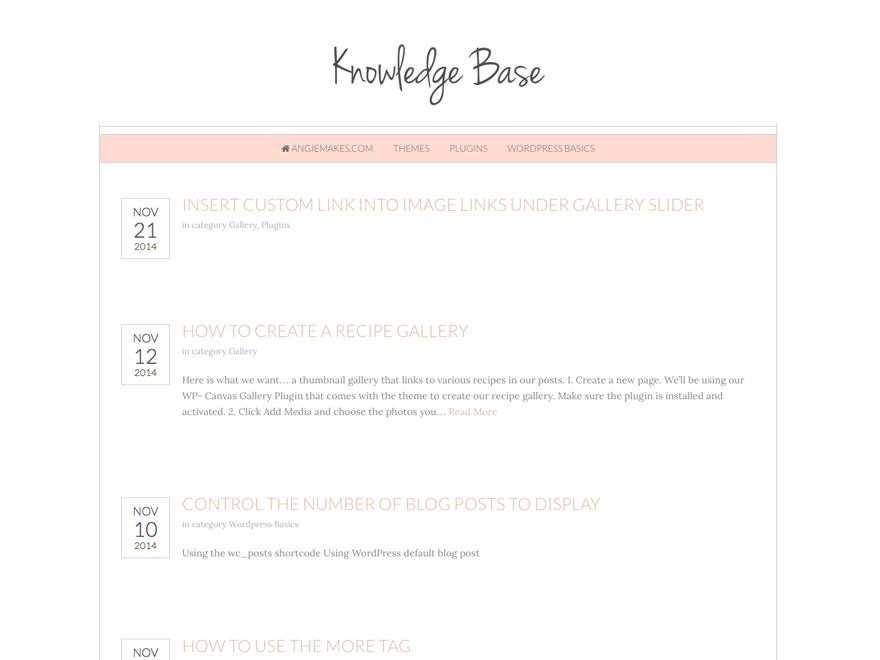 Knowledge Base
ANGIEMAKES.COM THEMES PLUGINS WORDPRESS BASICS
NOV
21
2014
INSERT CUSTOM LINK INTO IMAGE LINKS UNDER GALLERY SLIDER
in category Gallery, Plugins
NOV
12
2014
HOW TO CREATE A RECIPE GALLERY
in category Gallery
Here is what we want… a thumbnail gallery that links to various recipes in our posts. 1. Create a new page. We'll be using our
WP- Canvas Gallery Plugin that comes with the theme to create our recipe gallery. Make sure the plugin is installed and
activated. 2. Click Add Media and choose the photos you… Read More
NOV
10
2014
CONTROL THE NUMBER OF BLOG POSTS TO DISPLAY
in category Wordpress Basics
Using the wc_posts shortcode Using WordPress default blog post
NOV
HOW TO USE THE MORE TAG